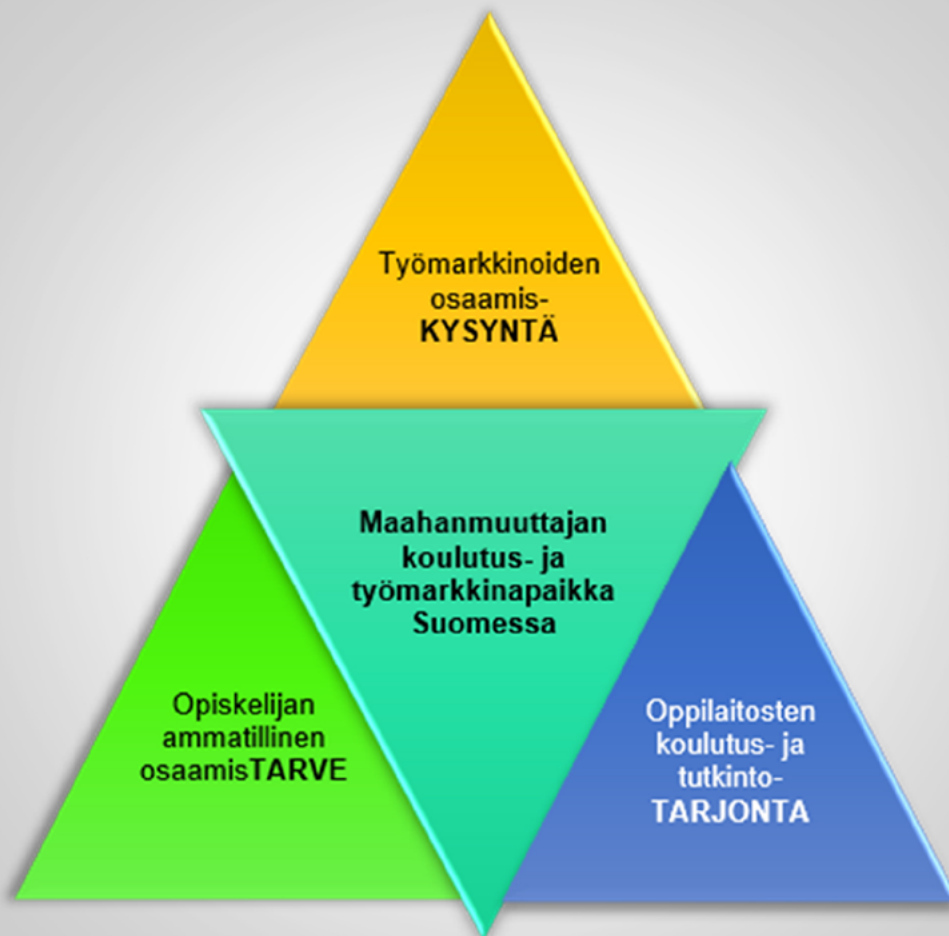 Työmarkkinoiden
osaamis-
KYSYNTÄ
Maahanmuuttajan
koulutus- ja
työmarkkinapaikka
Suomessa
Opiskelijan
ammatillinen
osaamisTARVE
Oppilaitosten
koulutus- ja
tutkinto-
TARJONTA